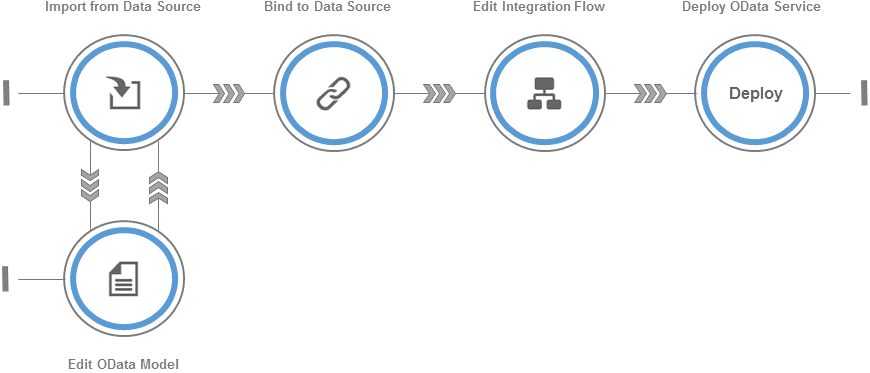 Import from Data Source
Bind to Data Source
Edit Integration Flow
Deploy OData Service
Deploy
Edit OData Model